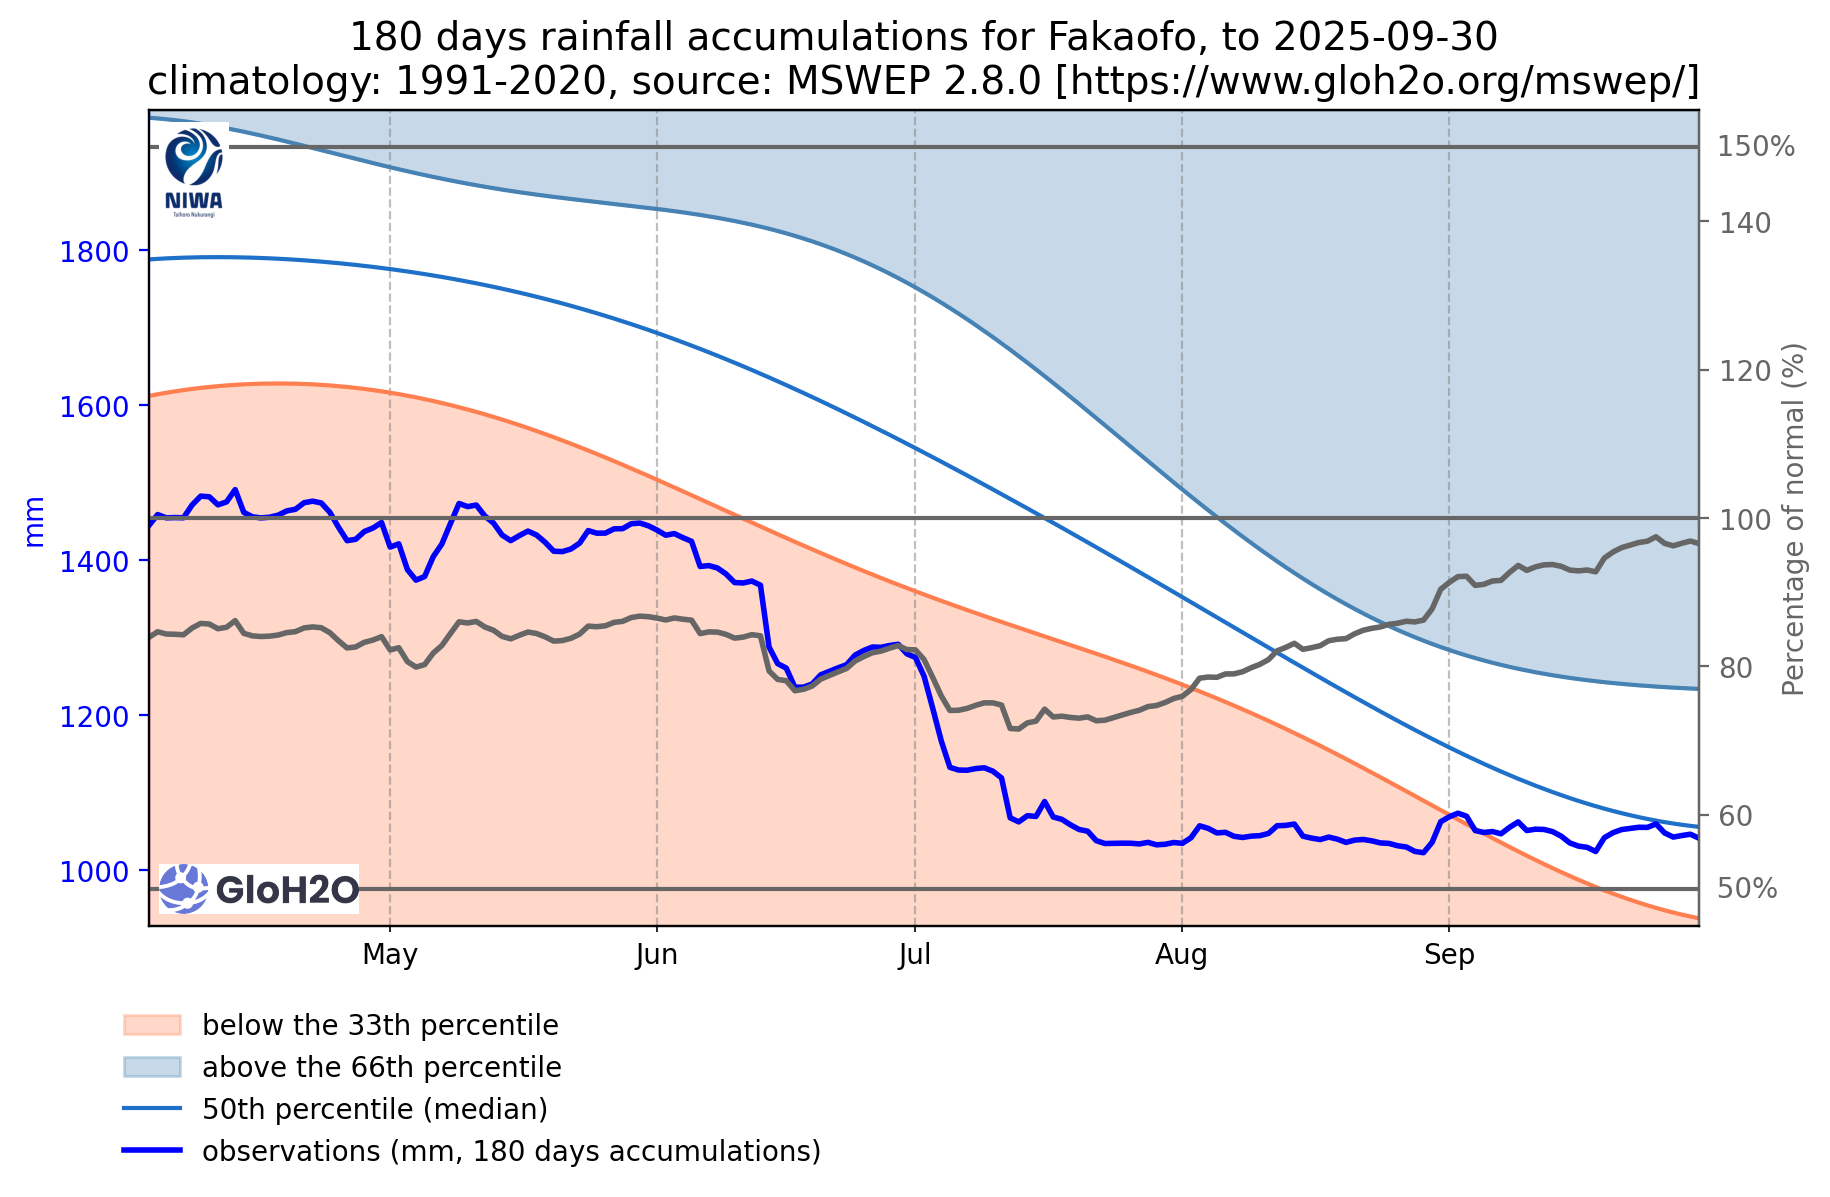 180 days rainfall accumulations for Fakaofo, to 2025-09-30
climatology: 1991-2020, source: MSWEP 2.8.0 [https://www.gloh2o.org/mswep/]
NIWA
Taihoro Nukurangi
1800
1600
1400
1200
1000
mm
150%
140
120
100
80
60
50%
Percentage of normal (%)
GloH2O
May
Jun
Jul
Aug
Sep
below the 33th percentile
above the 66th percentile
50th percentile (median)
observations (mm, 180 days accumulations)